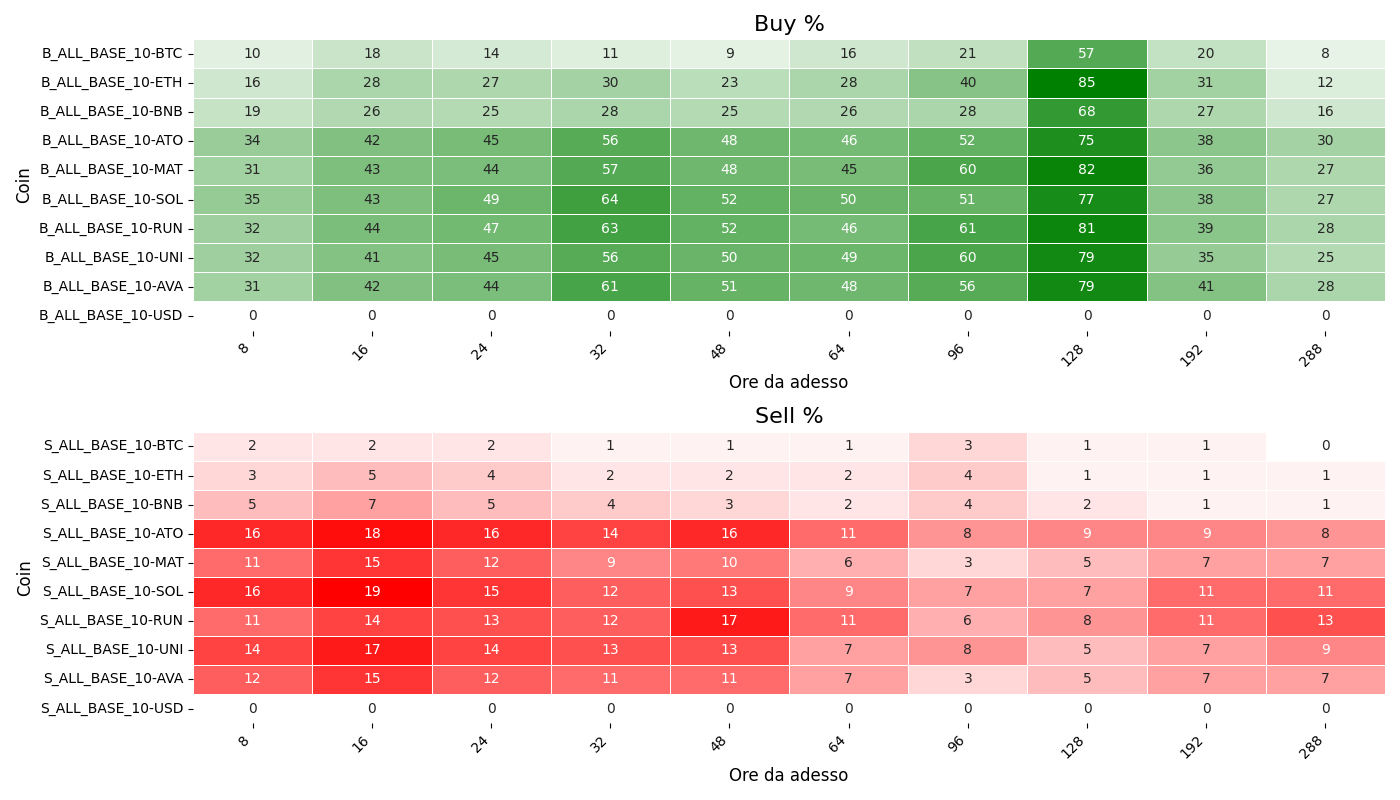 Buy %
B_ALL_BASE_10-BTC 10 18 14 11 9 16 21 57 20 8
B_ALL_BASE_10-ETH 16 28 27 30 23 28 40 85 31 12
B_ALL_BASE_10-BNB 19 26 25 28 25 26 28 68 27 16
B_ALL_BASE_10-ATO 34 42 45 56 48 46 52 75 38 30
B_ALL_BASE_10-MAT 31 43 44 57 48 45 60 82 36 27
B_ALL_BASE_10-SOL 35 43 49 64 52 50 51 77 38 27
B_ALL_BASE_10-RUN 32 44 47 63 52 46 61 81 39 28
B_ALL_BASE_10-UNI 32 41 45 56 50 49 60 79 35 25
B_ALL_BASE_10-AVA 31 42 44 61 51 48 56 79 41 28
B_ALL_BASE_10-USD 0 0 0 0 0 0 0 0 0 0
Coin
8 16 24 32 48 64 96 128 192 288
Ore da adesso
Sell %
S_ALL_BASE_10-BTC 2 2 2 1 1 1 3 1 1 0
S_ALL_BASE_10-ETH 3 5 4 2 2 2 4 1 1 1
S_ALL_BASE_10-BNB 5 7 5 4 3 2 4 2 1 1
S_ALL_BASE_10-ATO 16 18 16 14 16 11 8 9 9 8
S_ALL_BASE_10-MAT 11 15 12 9 10 6 3 5 7 7
S_ALL_BASE_10-SOL 16 19 15 12 13 9 7 7 11 11
S_ALL_BASE_10-RUN 11 14 13 12 17 11 6 8 11 13
S_ALL_BASE_10-UNI 14 17 14 13 13 7 8 5 7 9
S_ALL_BASE_10-AVA 12 15 12 11 11 7 3 5 7 7
S_ALL_BASE_10-USD 0 0 0 0 0 0 0 0 0 0
Coin
8 16 24 32 48 64 96 128 192 288
Ore da adesso